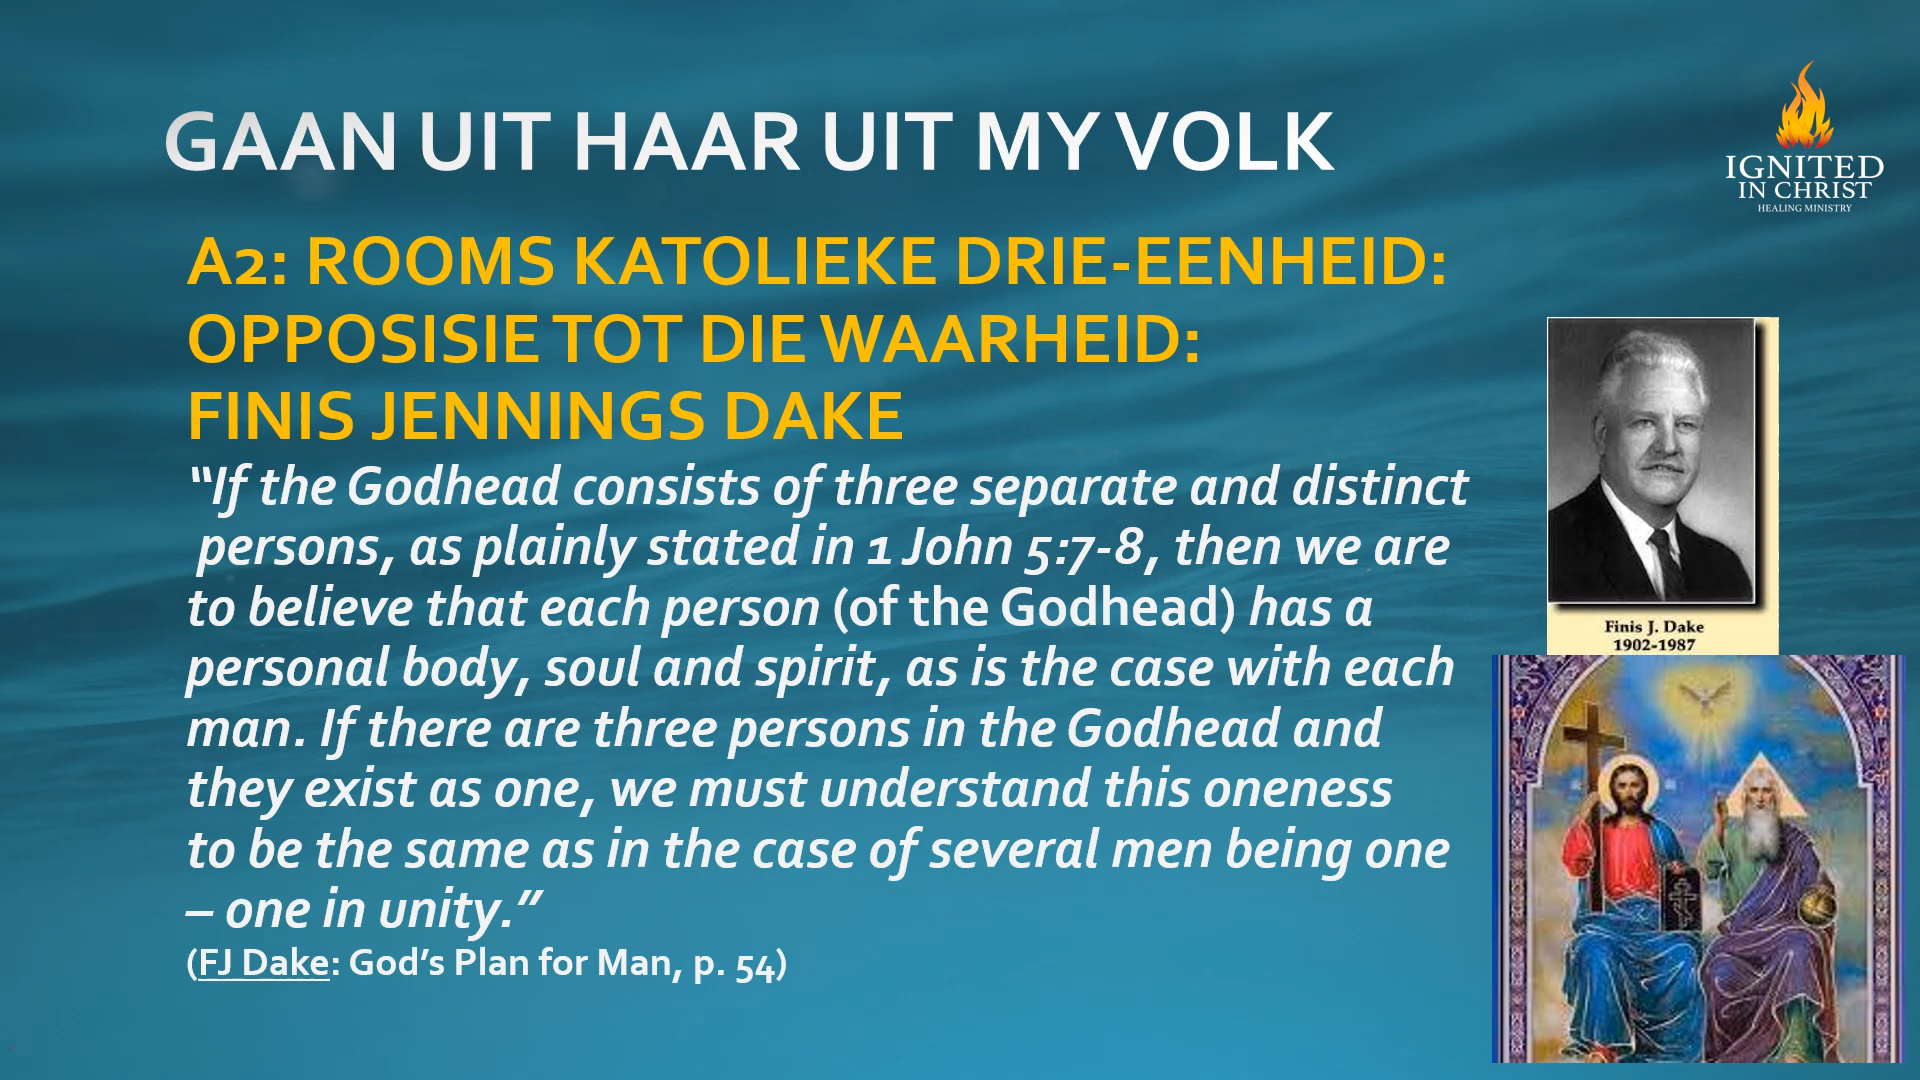 GAAN UIT HAAR UIT MY VOLK
IGNITED
IN CHRIST
HEALING MINISTRY
A2: ROOMS KATOLIEKE DRIE-EENHEID:
OPPOSISIE TOT DIE WAARHEID:
FINIS JENNINGS DAKE
“If the Godhead consists of three separate and distinct
persons, as plainly stated in 1 John 5:7-8, then we are
to believe that each person (of the Godhead) has a
personal body, soul and spirit, as is the case with each
man. If there are three persons in the Godhead and
they exist as one, we must understand this oneness
to be the same as in the case of several men being one
– one in unity.”
(FJ Dake: God’s Plan for Man, p. 54)
Finis J. Dake
1902-1987